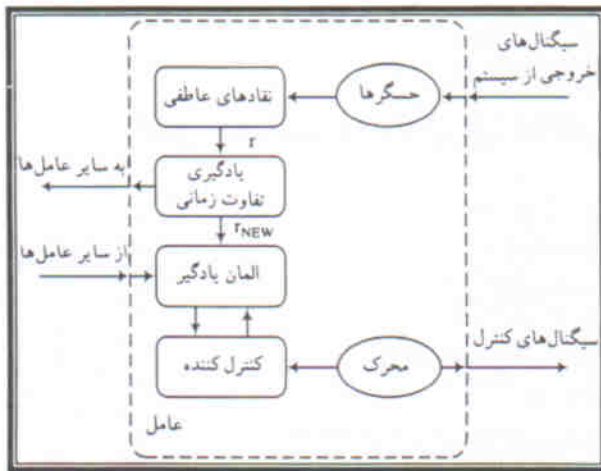 سیگنال‌های
خروجی از سیستم
حسگرها
نقادهای عاطفی
r
یادگیری
تفاوت زمانی
به سایر عامل‌ها
rNEW
از سایر عامل‌ها
المان یادگیر
کنترل کننده
محرک
سیگنال‌های کنترل
عامل